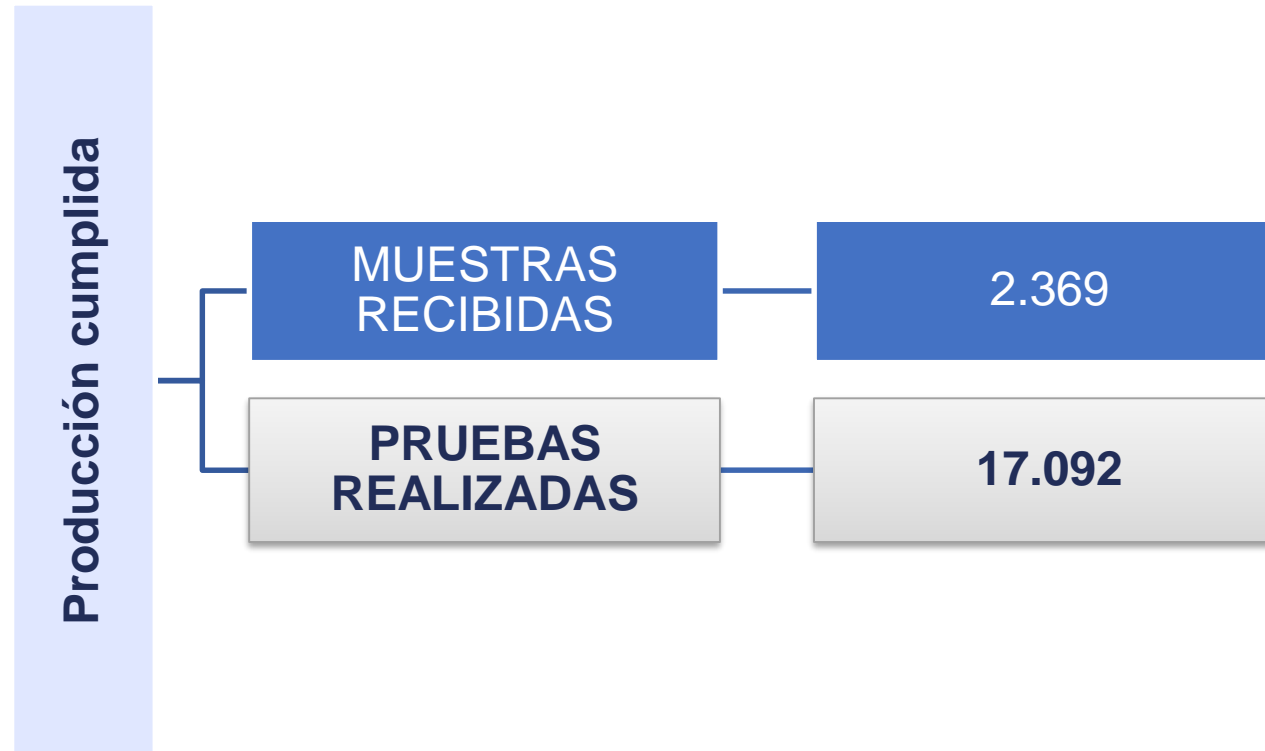 Producción cumplida
MUESTRAS
RECIBIDAS
2.369
PRUEBAS
REALIZADAS
17.092